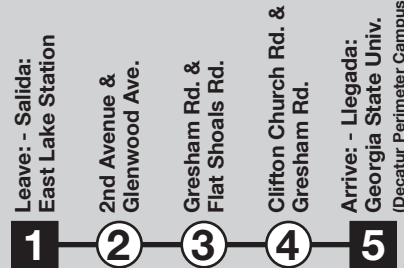 Leave: - Salida:
East Lake Station
2nd Avenue &
Glenwood Ave.
Gresham Rd. &
Flat Shoals Rd.
Clifton Church Rd. &
Gresham Rd.
Arrive: - Llegada:
Georgia State Univ.
(Decatur Perimeter Campus
1
2
3
4
5